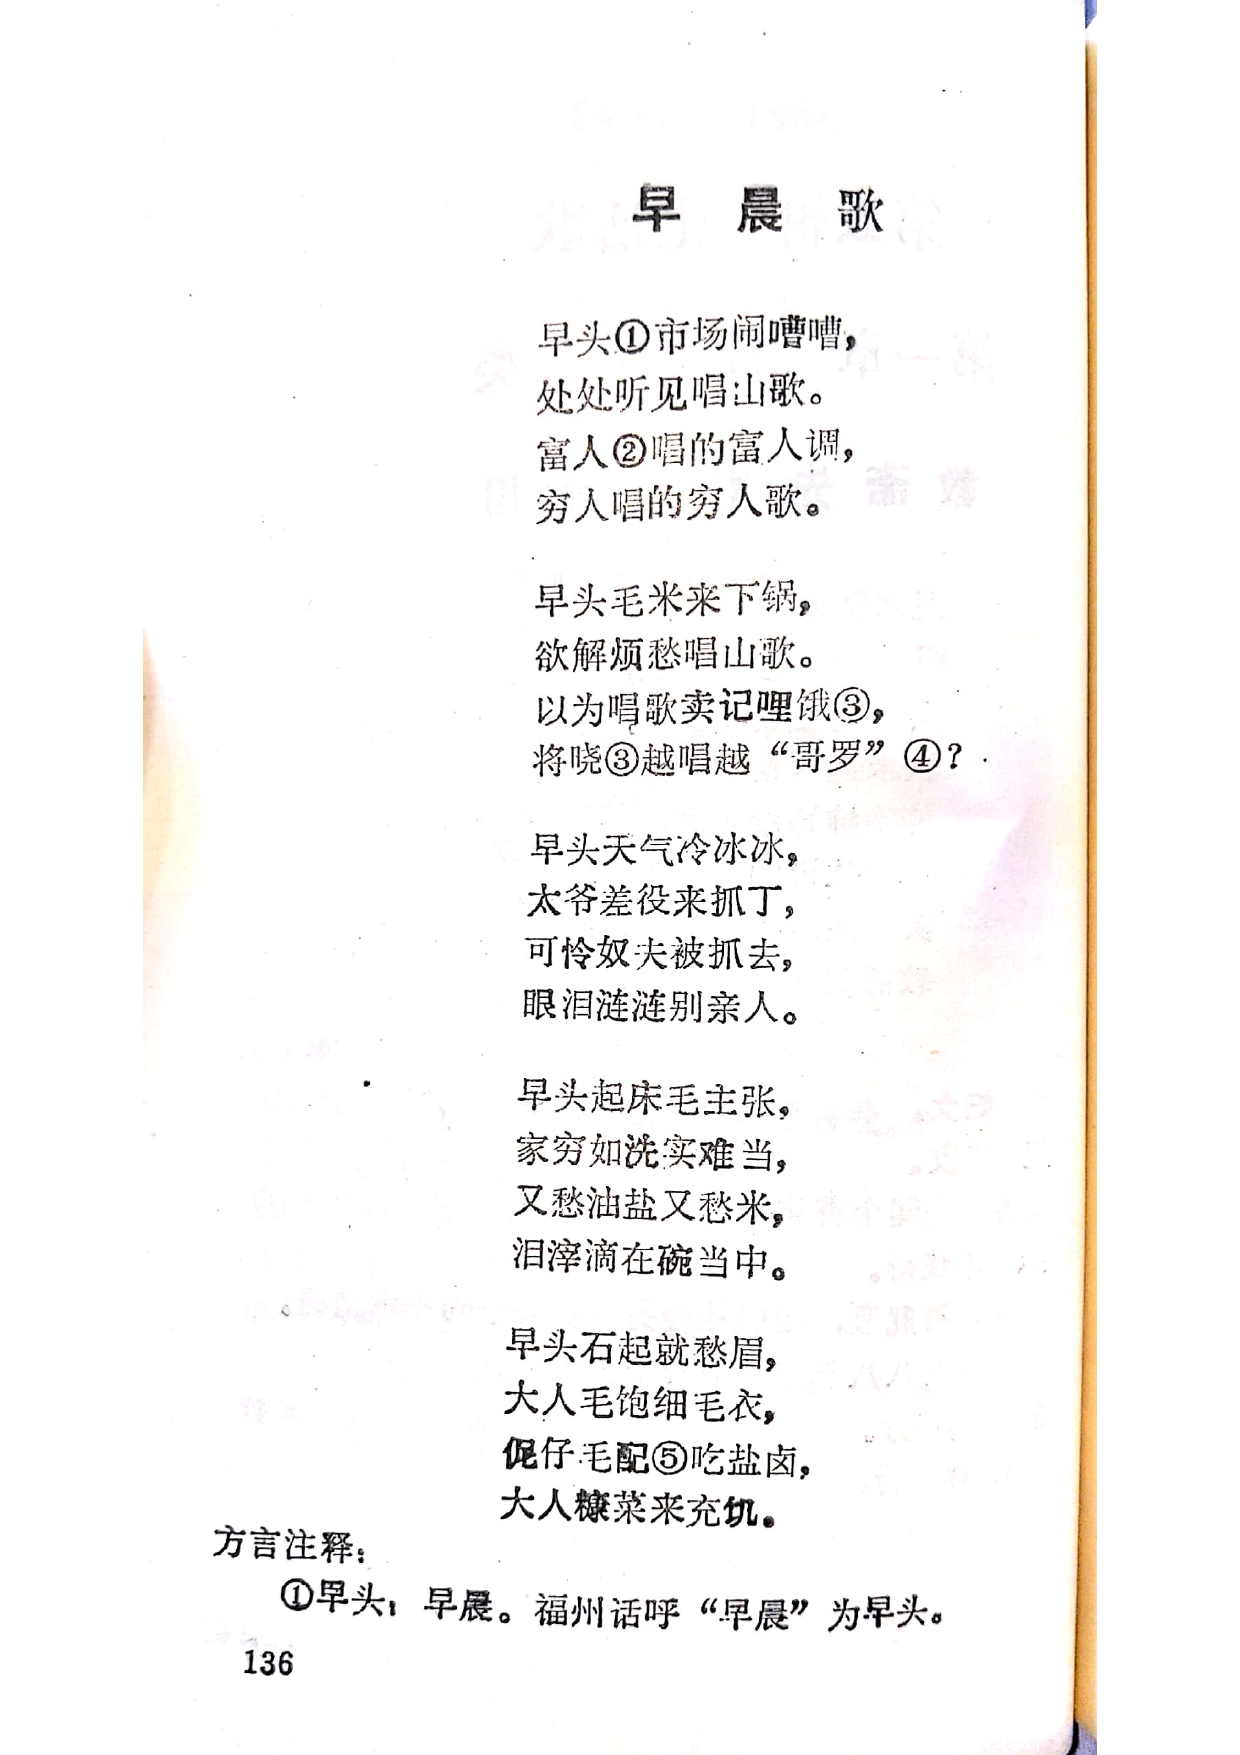 早晨歌
早头①市场闹嘈嘈，
处处听见唱山歌。
富人②唱的富人调，
穷人唱的穷人歌。
早头毛米来下锅，
欲解烦愁唱山歌。
以为唱歌卖记哩饿③，
将晓③越唱越“哥罗”④？
早头天气冷冰冰，
太爷差役来抓丁，
可怜奴夫被抓去，
眼泪涟涟别亲人。
早头起床毛主张，
家穷如洗实难当，
又愁油盐又愁米，
泪滓滴在碗当中。
早头石起就愁眉，
大人毛饱细毛衣，
伲仔毛配⑤吃盐卤，
大人糠菜来充饥。
方言注释：
①早头：早晨。福州话呼“早晨”为早头。
136